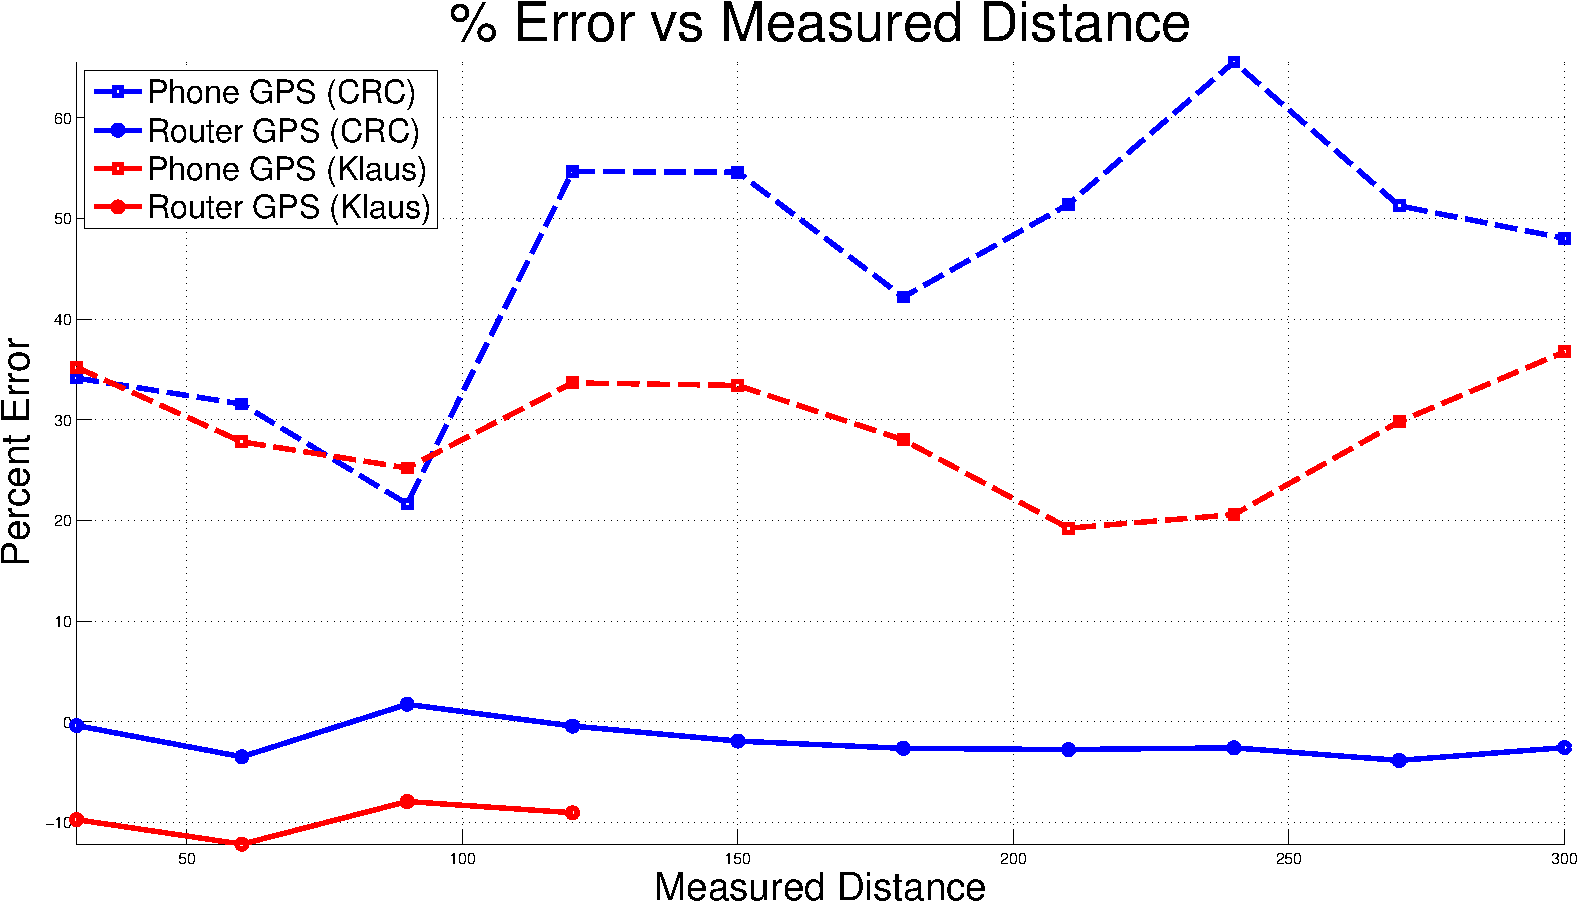 % Error vs Measured Distance
Phone GPS (CRC)
Router GPS (CRC)
Phone GPS (Klaus)
Router GPS (Klaus)
60
50
40
30
20
10
0
−10
Percent Error
50
100
150
200
250
300
Measured Distance